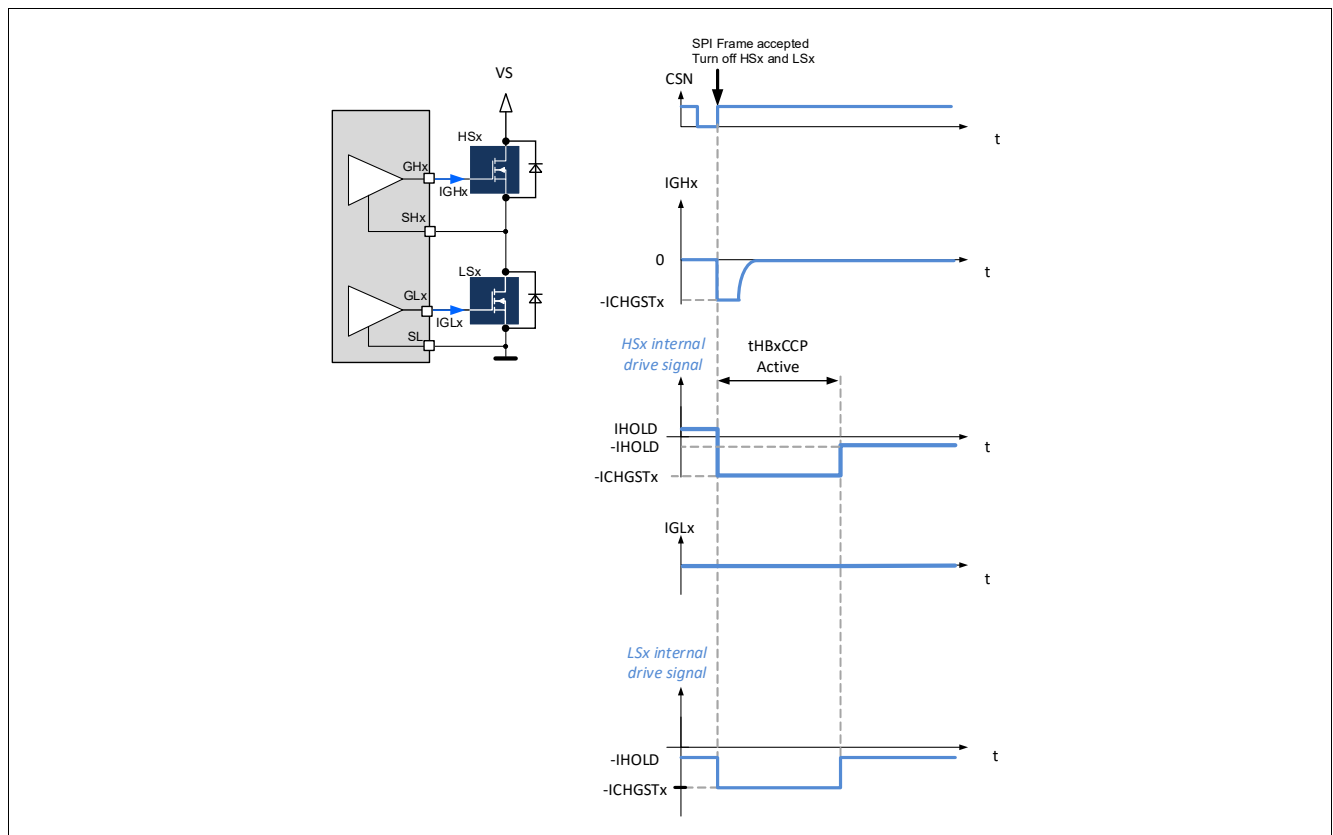 SPI Frame accepted
Turn off HSx and LSx
CSN
t
VS
HSx
GHx
IGHx
SHx
LSx
GLx
IGLx
SL
IGHx
0
t
-ICHGSTx
HSx internal
drive signal
tHBxCCP
Active
IHOLD
-IHOLD
t
-ICHGSTx
IGLx
t
LSx internal
drive signal
-IHOLD
t
-ICHGSTx